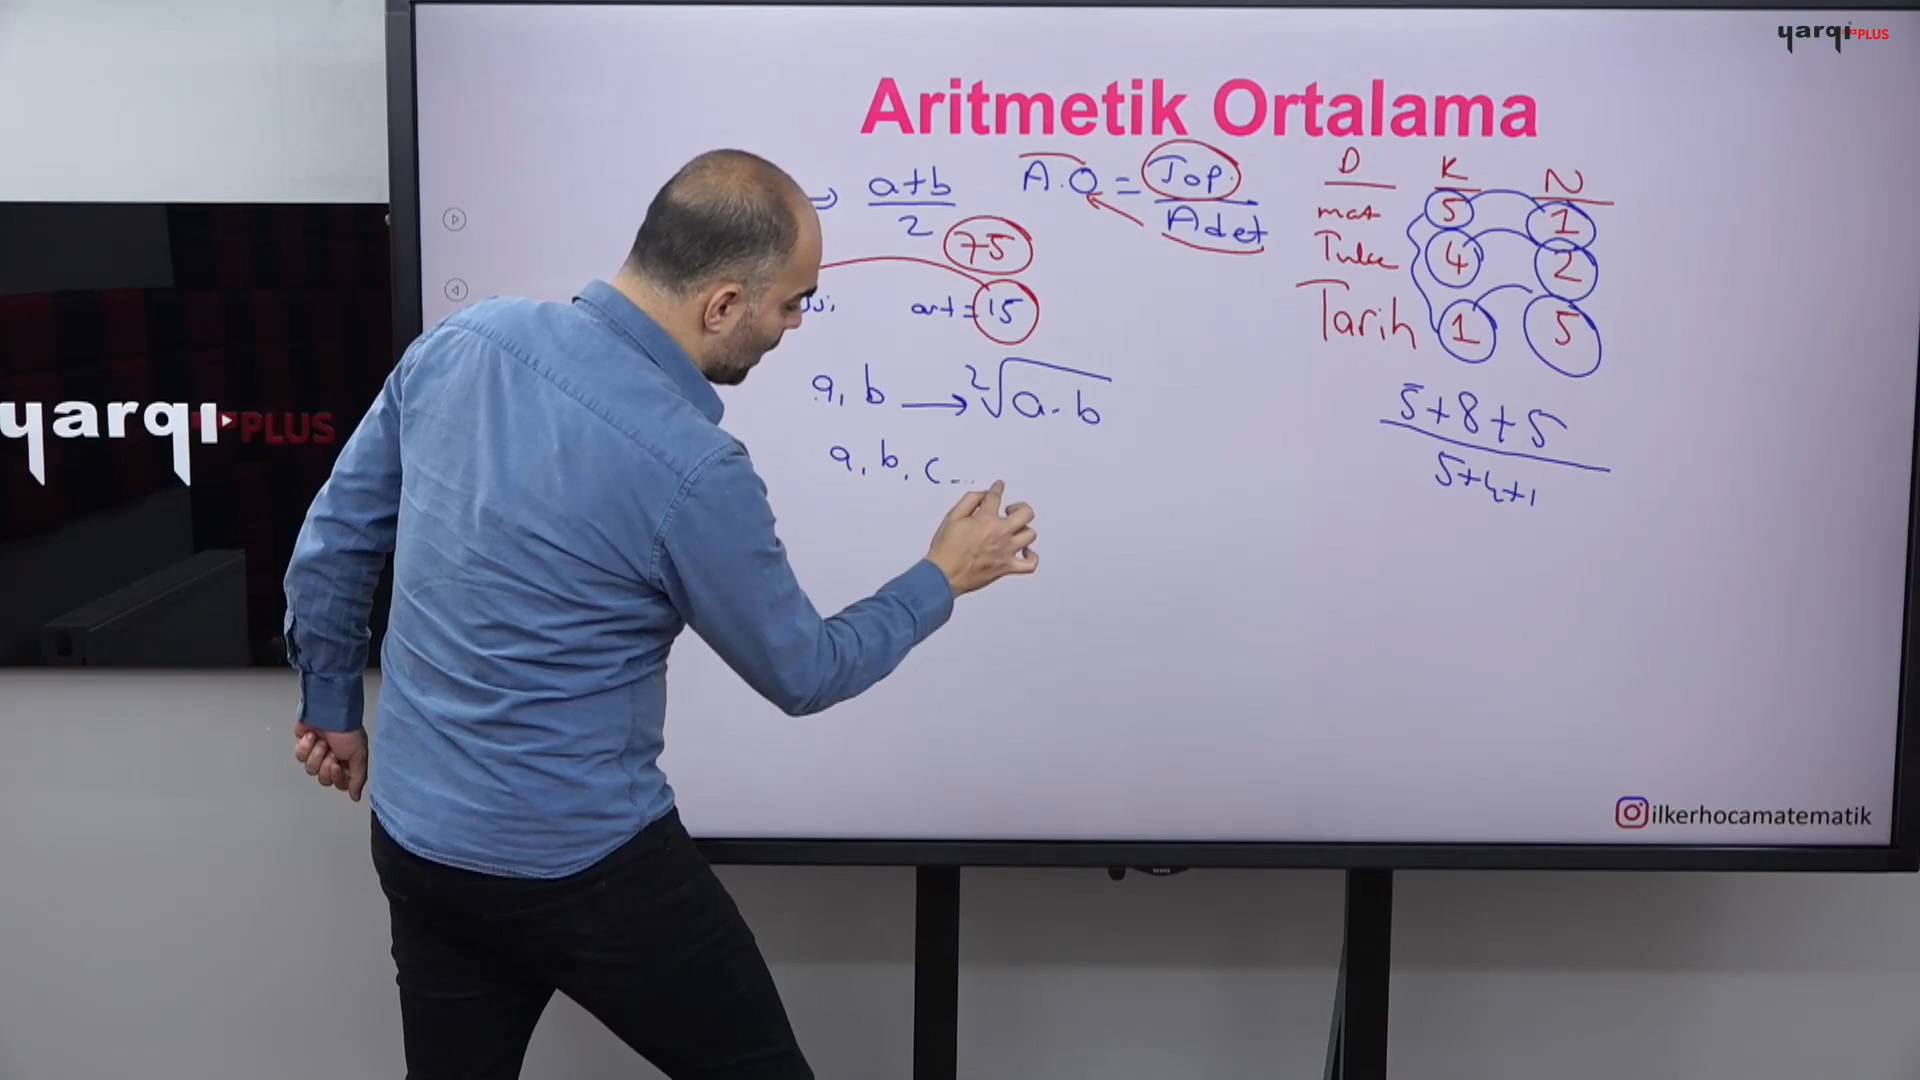 yarqı PLUS
Aritmetik Ortalama
a+b
2
75
art=15
A.O = Top.
Adet
D K N
mat 5 1
4 2
Tarih 1 5
5+8+5
5+4+1
a, b → ²√a.b
a, b, c ...
yarqı PLUS
ilkerhocamatematik